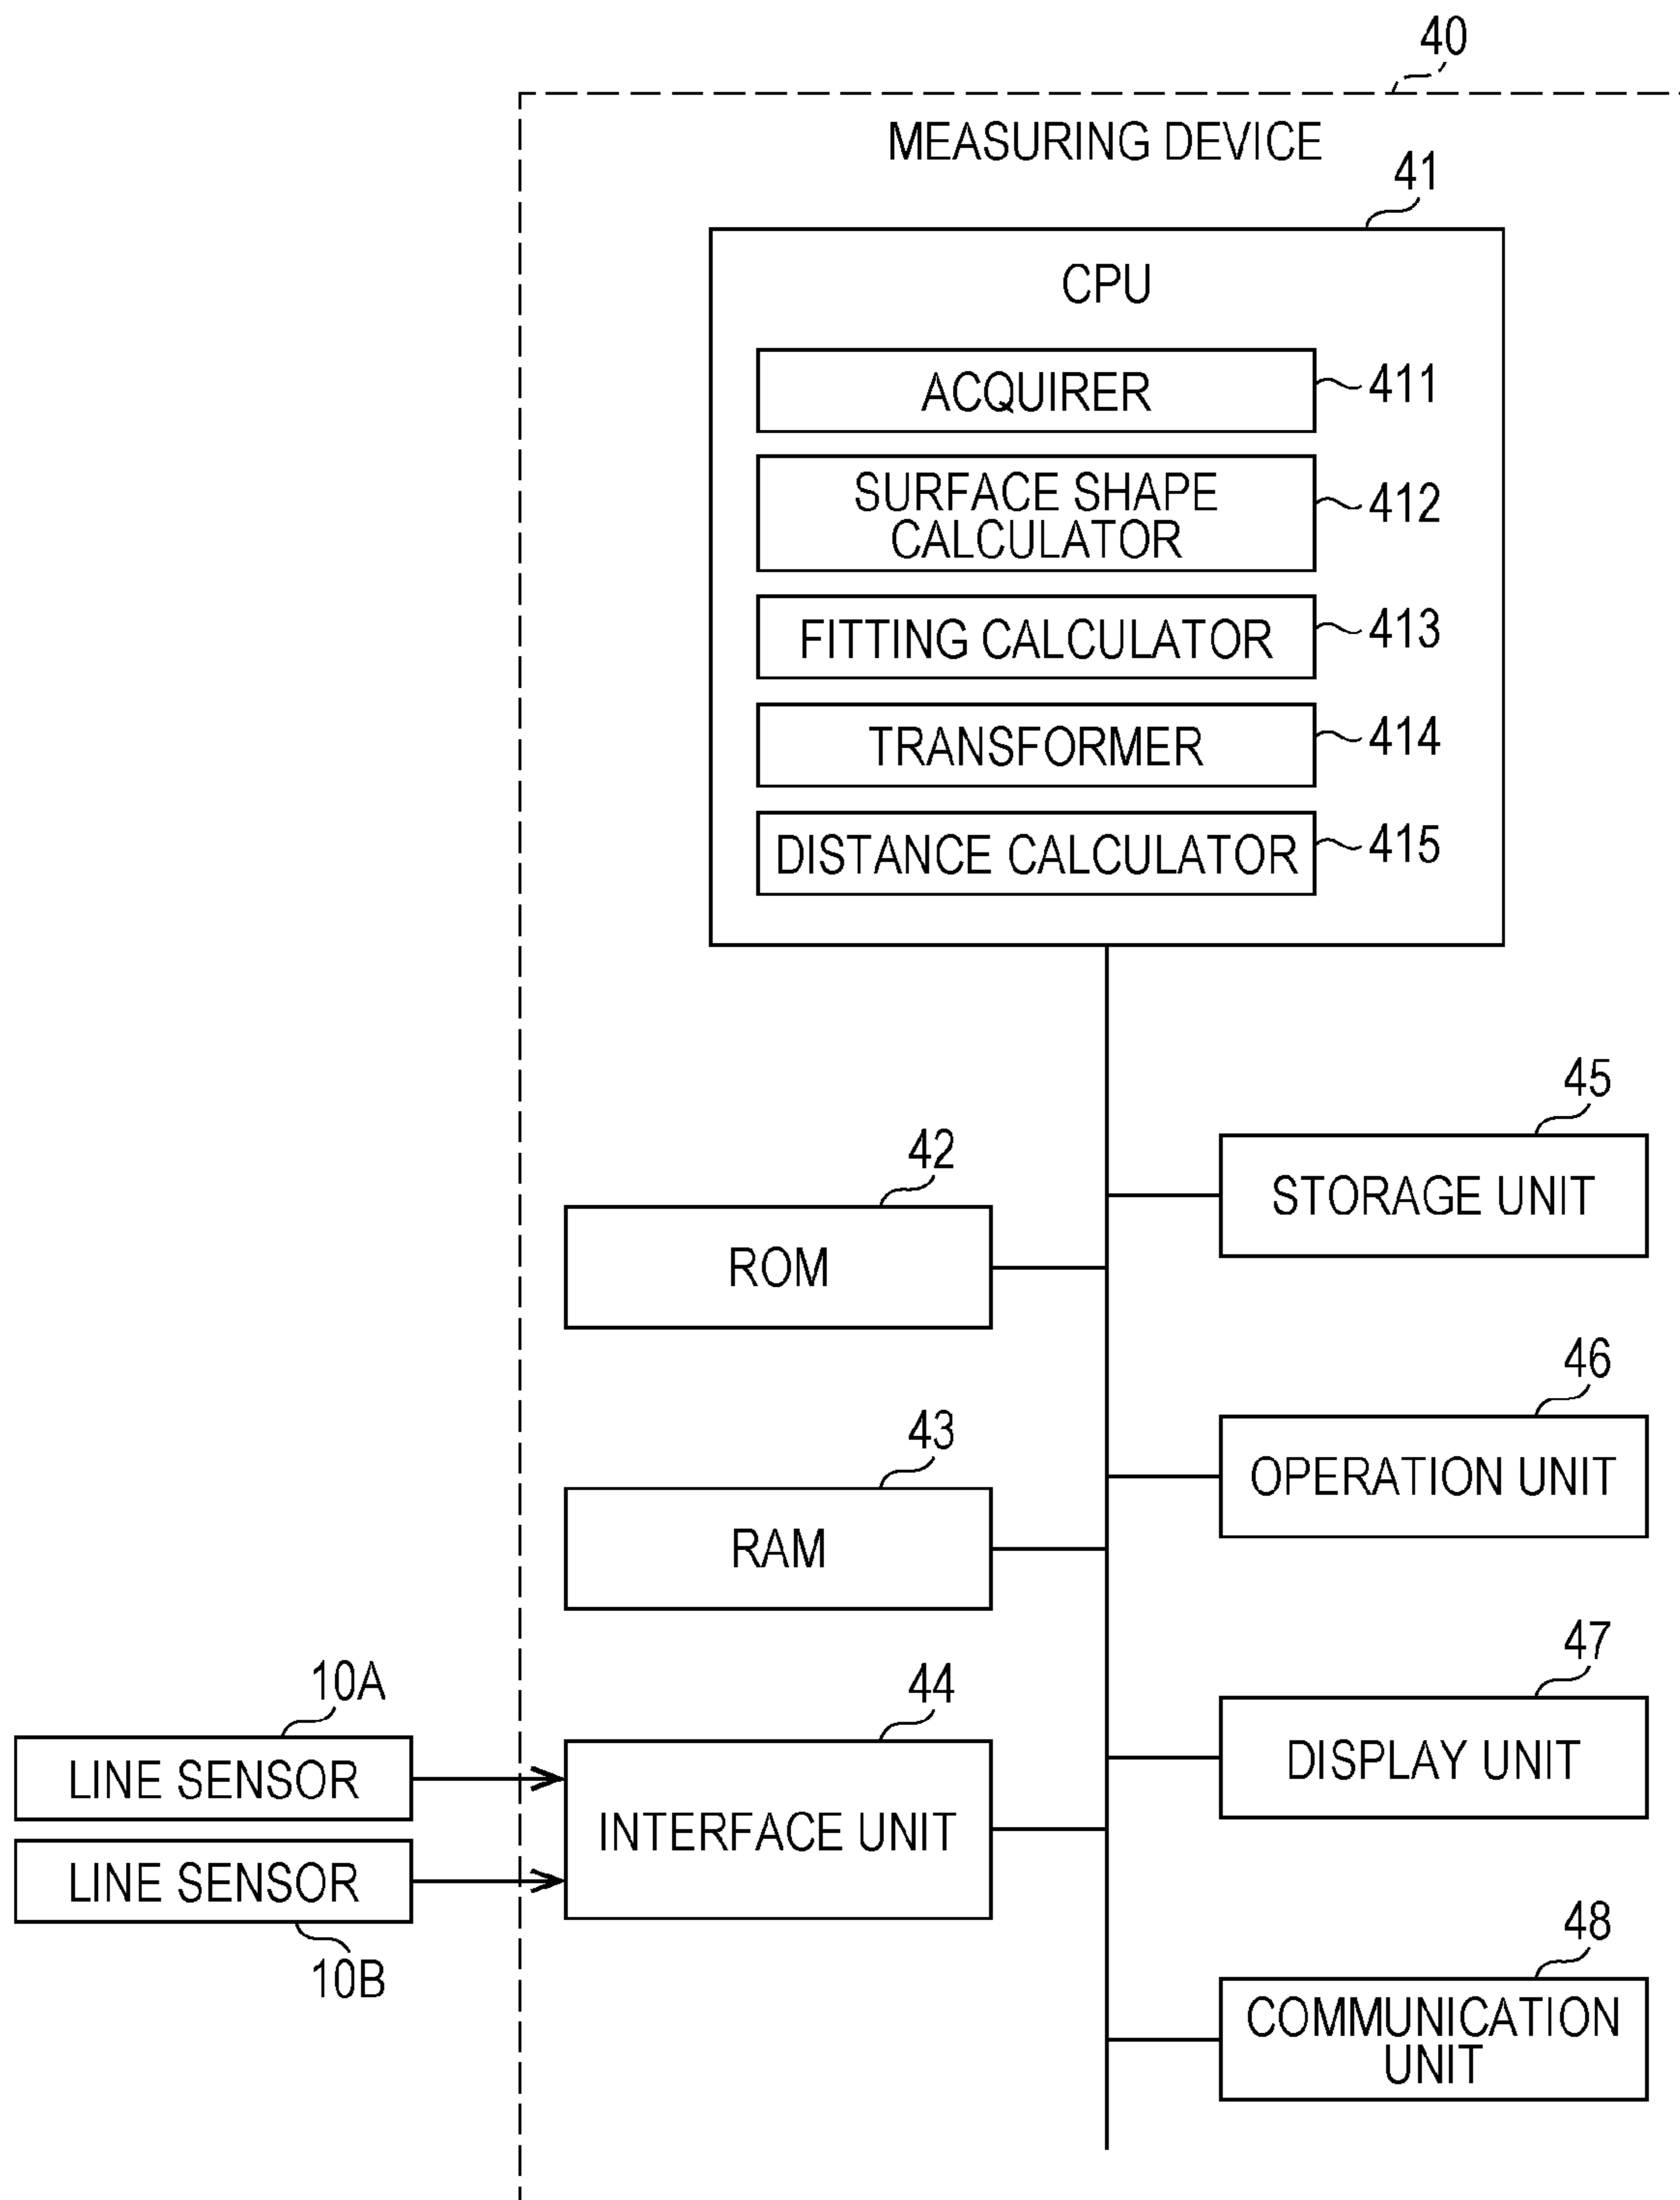 40
MEASURING DEVICE
41
CPU
ACQUIRER
411
SURFACE SHAPE
CALCULATOR
412
FITTING CALCULATOR
413
TRANSFORMER
414
DISTANCE CALCULATOR
415
42
ROM
45
STORAGE UNIT
43
RAM
46
OPERATION UNIT
10A
LINE SENSOR
LINE SENSOR
10B
44
INTERFACE UNIT
47
DISPLAY UNIT
48
COMMUNICATION
UNIT